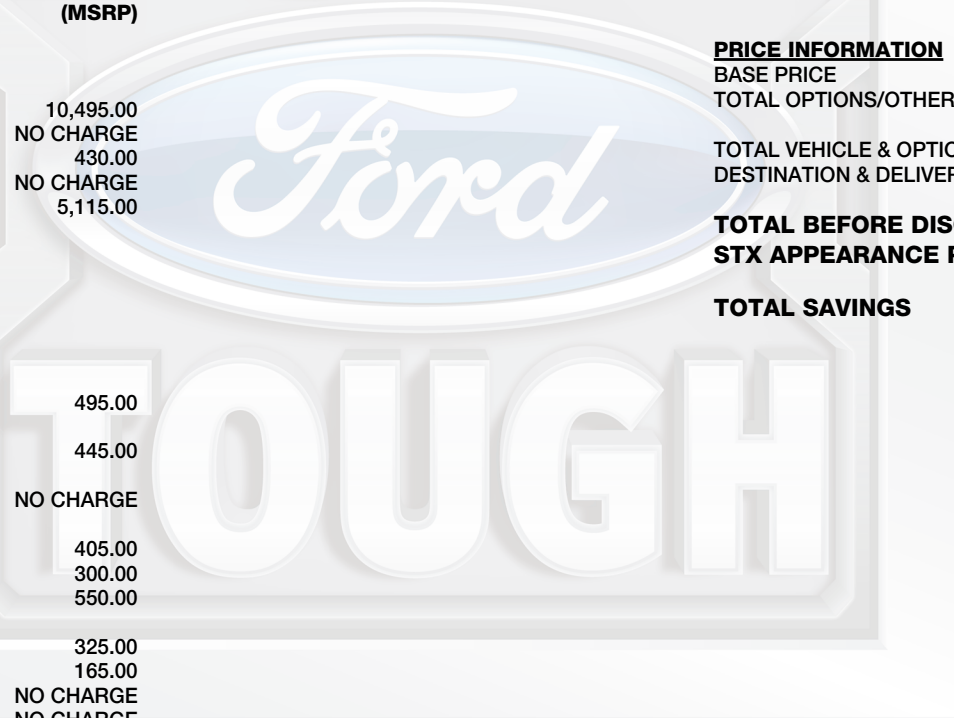 (MSRP)
10,495.00
NO CHARGE
430.00
NO CHARGE
5,115.00
495.00
445.00
NO CHARGE
405.00
300.00
550.00
325.00
165.00
NO CHARGE
NO CHARGE
PRICE INFORMATION
BASE PRICE
TOTAL OPTIONS/OTHER
TOTAL VEHICLE & OPTIO
DESTINATION & DELIVER
TOTAL BEFORE DIS
STX APPEARANCE
TOTAL SAVINGS
Ford
TOUGH